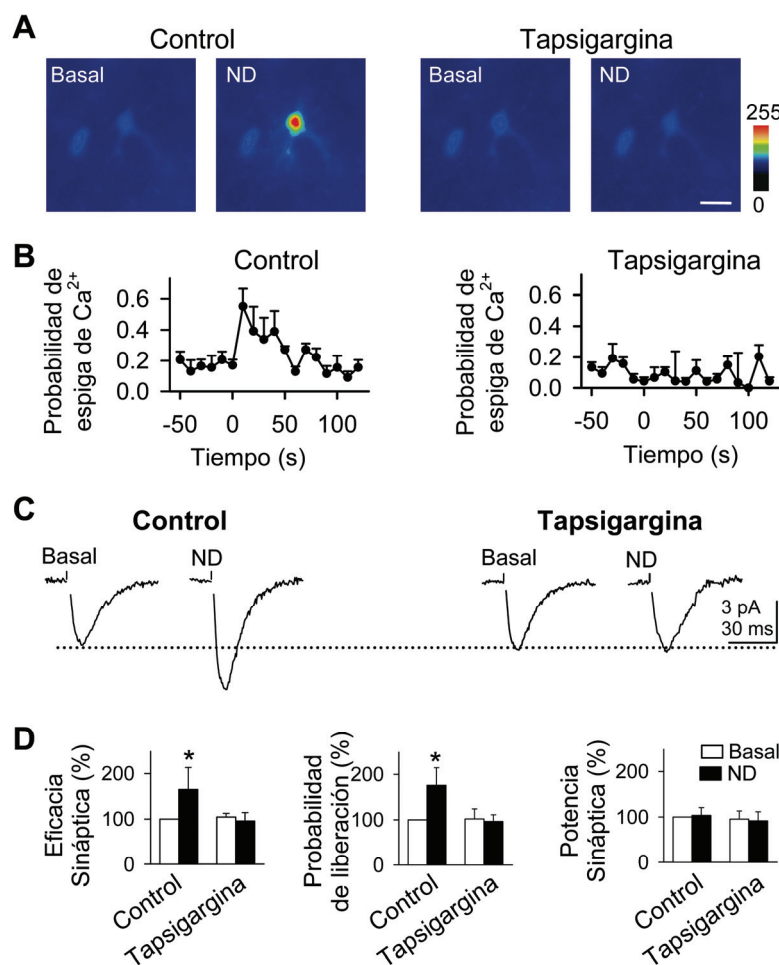 A
Control
Tapsigargina
Basal
ND
Basal
ND
255
0
B
Control
Tapsigargina
Probabilidad de
espiga de Ca²⁺
0.6
0.4
0.2
0.0
-50 0 50 100
Tiempo (s)
Probabilidad de
espiga de Ca²⁺
0.6
0.4
0.2
0.0
-50 0 50 100
Tiempo (s)
C
Control
Tapsigargina
Basal
ND
Basal
ND
3 pA
30 ms
D
Eficacia
Sináptica (%)
200
100
0
*
Control
Tapsigargina
Probabilidad
de liberación (%)
200
100
0
*
Control
Tapsigargina
Potencia
Sináptica (%)
200
100
0
Basal
ND
Control
Tapsigargina